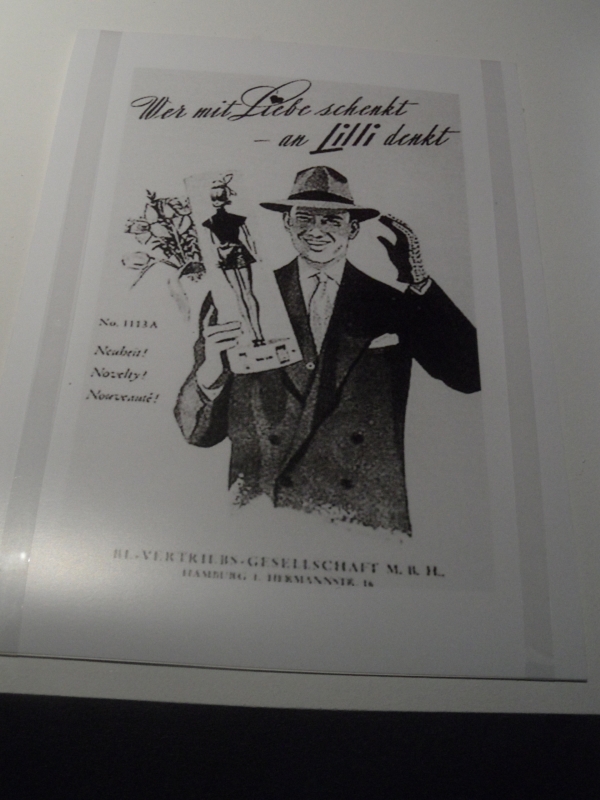 Wer mit Liebe schenkt
– an Lilli denkt
No. 1113A
Neuheit!
Novelty!
Nouveauté!
BL-VERTRIEBS-GESELLSCHAFT M. B. H.,
HAMBURG 1, HERMANNSTR. 16